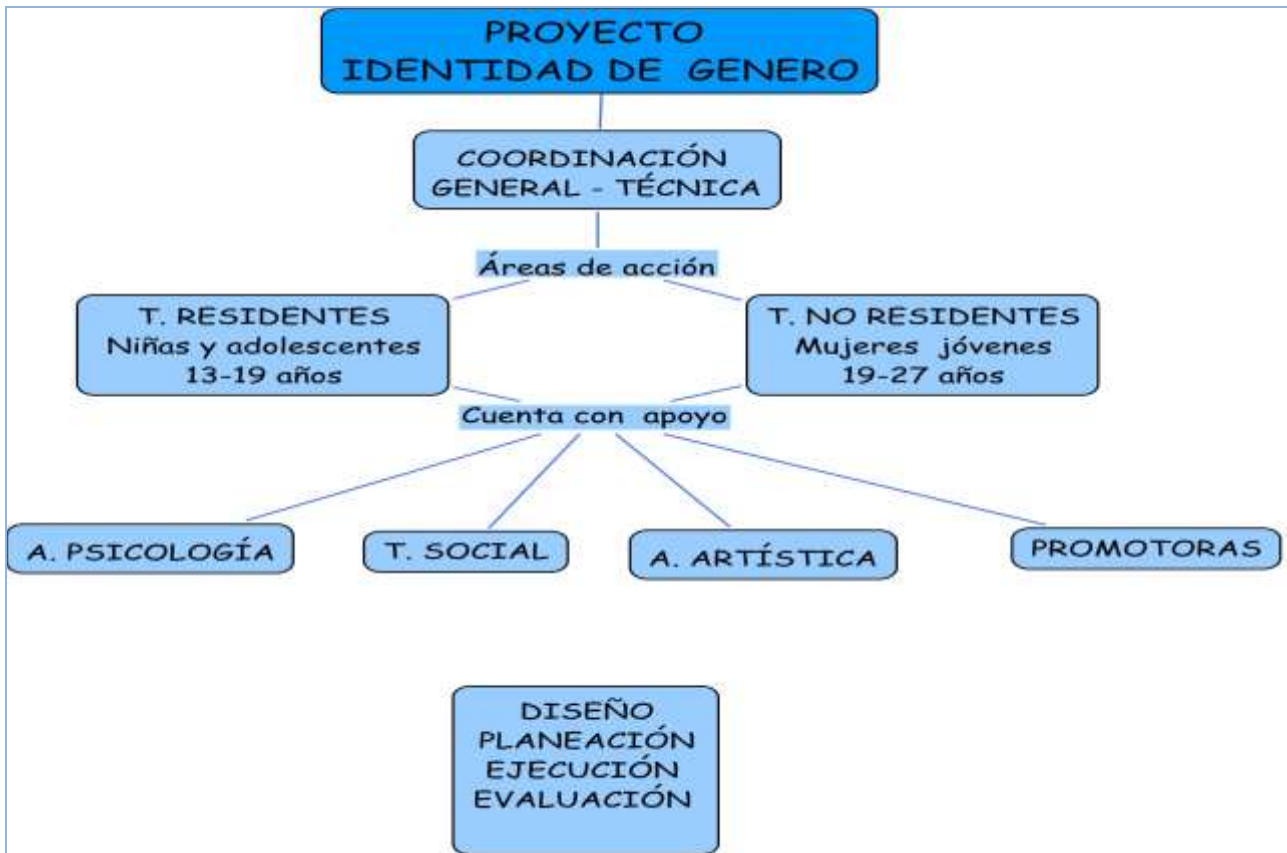 PROYECTO
IDENTIDAD DE GENERO
COORDINACIÓN
GENERAL - TÉCNICA
Áreas de acción
T. RESIDENTES
Niñas y adolescentes
13-19 años
T. NO RESIDENTES
Mujeres jóvenes
19-27 años
Cuenta con apoyo
A. PSICOLOGÍA
T. SOCIAL
A. ARTÍSTICA
PROMOTORAS
DISEÑO
PLANEACIÓN
EJECUCIÓN
EVALUACIÓN